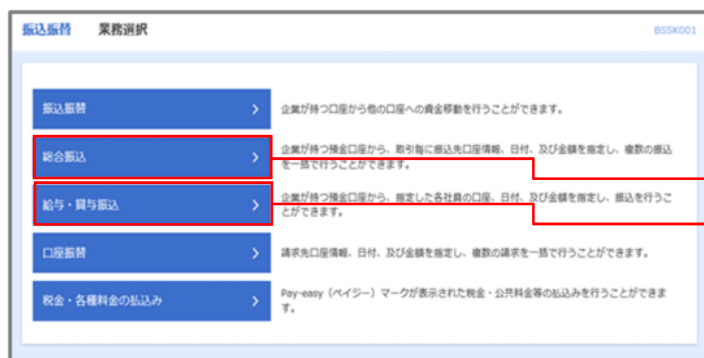 振込振替 業務選択
BSSK001
振込振替
企業が持つ口座から他の口座への資金移動を行うことができます。
総合振込
企業が持つ預金口座から、取引毎に振込先口座情報、日付、及び金額を指定し、複数の振込
を一括で行うことができます。
給与・賞与振込
企業が持つ預金口座から、指定した各社員の口座、日付、及び金額を指定し、振込を行うこ
とができます。
口座振替
請求先口座情報、日付、及び金額を指定し、複数の請求を一括で行うことができます。
税金・各種料金の払込み
Pay-easy（ペイジー）マークが表示された税金・公共料金等の払込みを行うことができま
す。